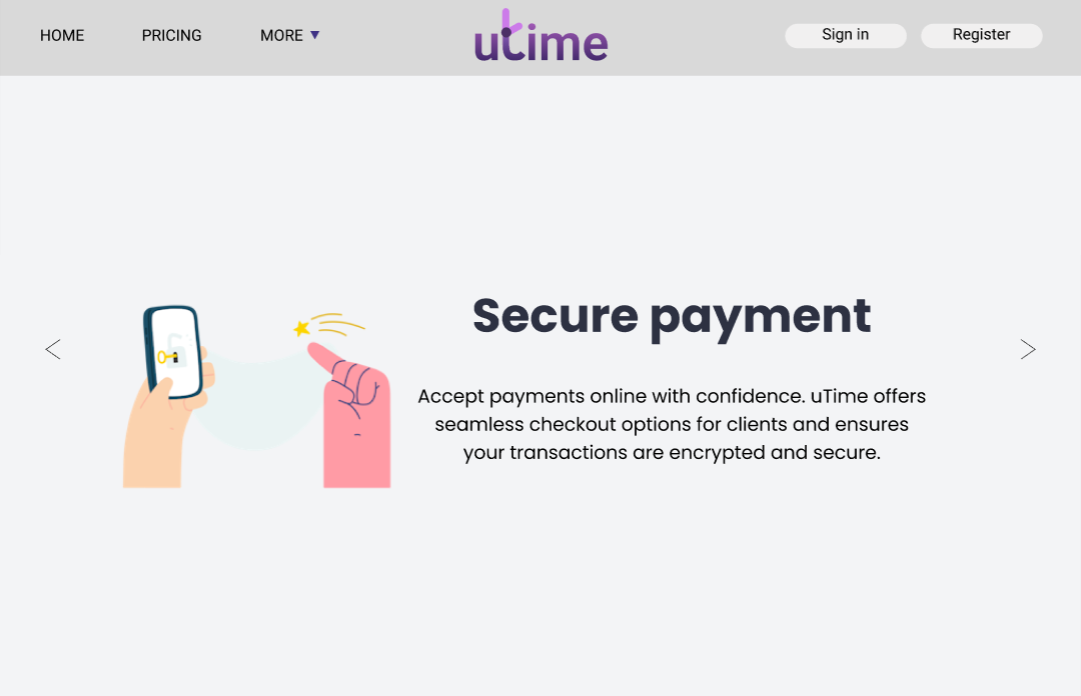 HOME
PRICING
MORE
utime
Sign in
Register
Secure payment
Accept payments online with confidence. uTime offers
seamless checkout options for clients and ensures
your transactions are encrypted and secure.